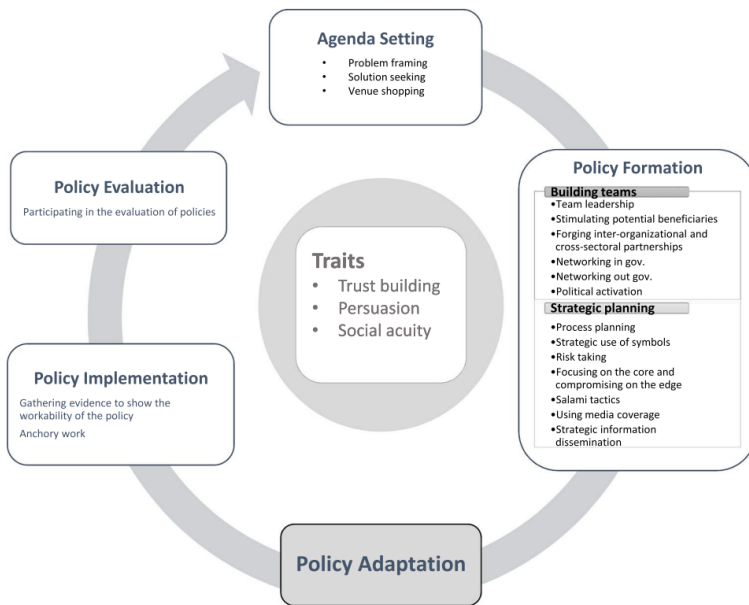 Agenda Setting
• Problem framing
• Solution seeking
• Venue shopping
Policy Formation
Building teams
•Team leadership
•Stimulating potential beneficiaries
•Forging inter-organizational and
cross-sectoral partnerships
•Networking in gov.
•Networking out gov.
•Political activation
Strategic planning
•Process planning
•Strategic use of symbols
•Risk taking
•Focusing on the core and
compromising on the edge
•Salami tactics
•Using media coverage
•Strategic information
dissemination
Policy Adaptation
Policy Implementation
Gathering evidence to show the
workability of the policy
Anchory work
Policy Evaluation
Participating in the evaluation of policies
Traits
• Trust building
• Persuasion
• Social acuity